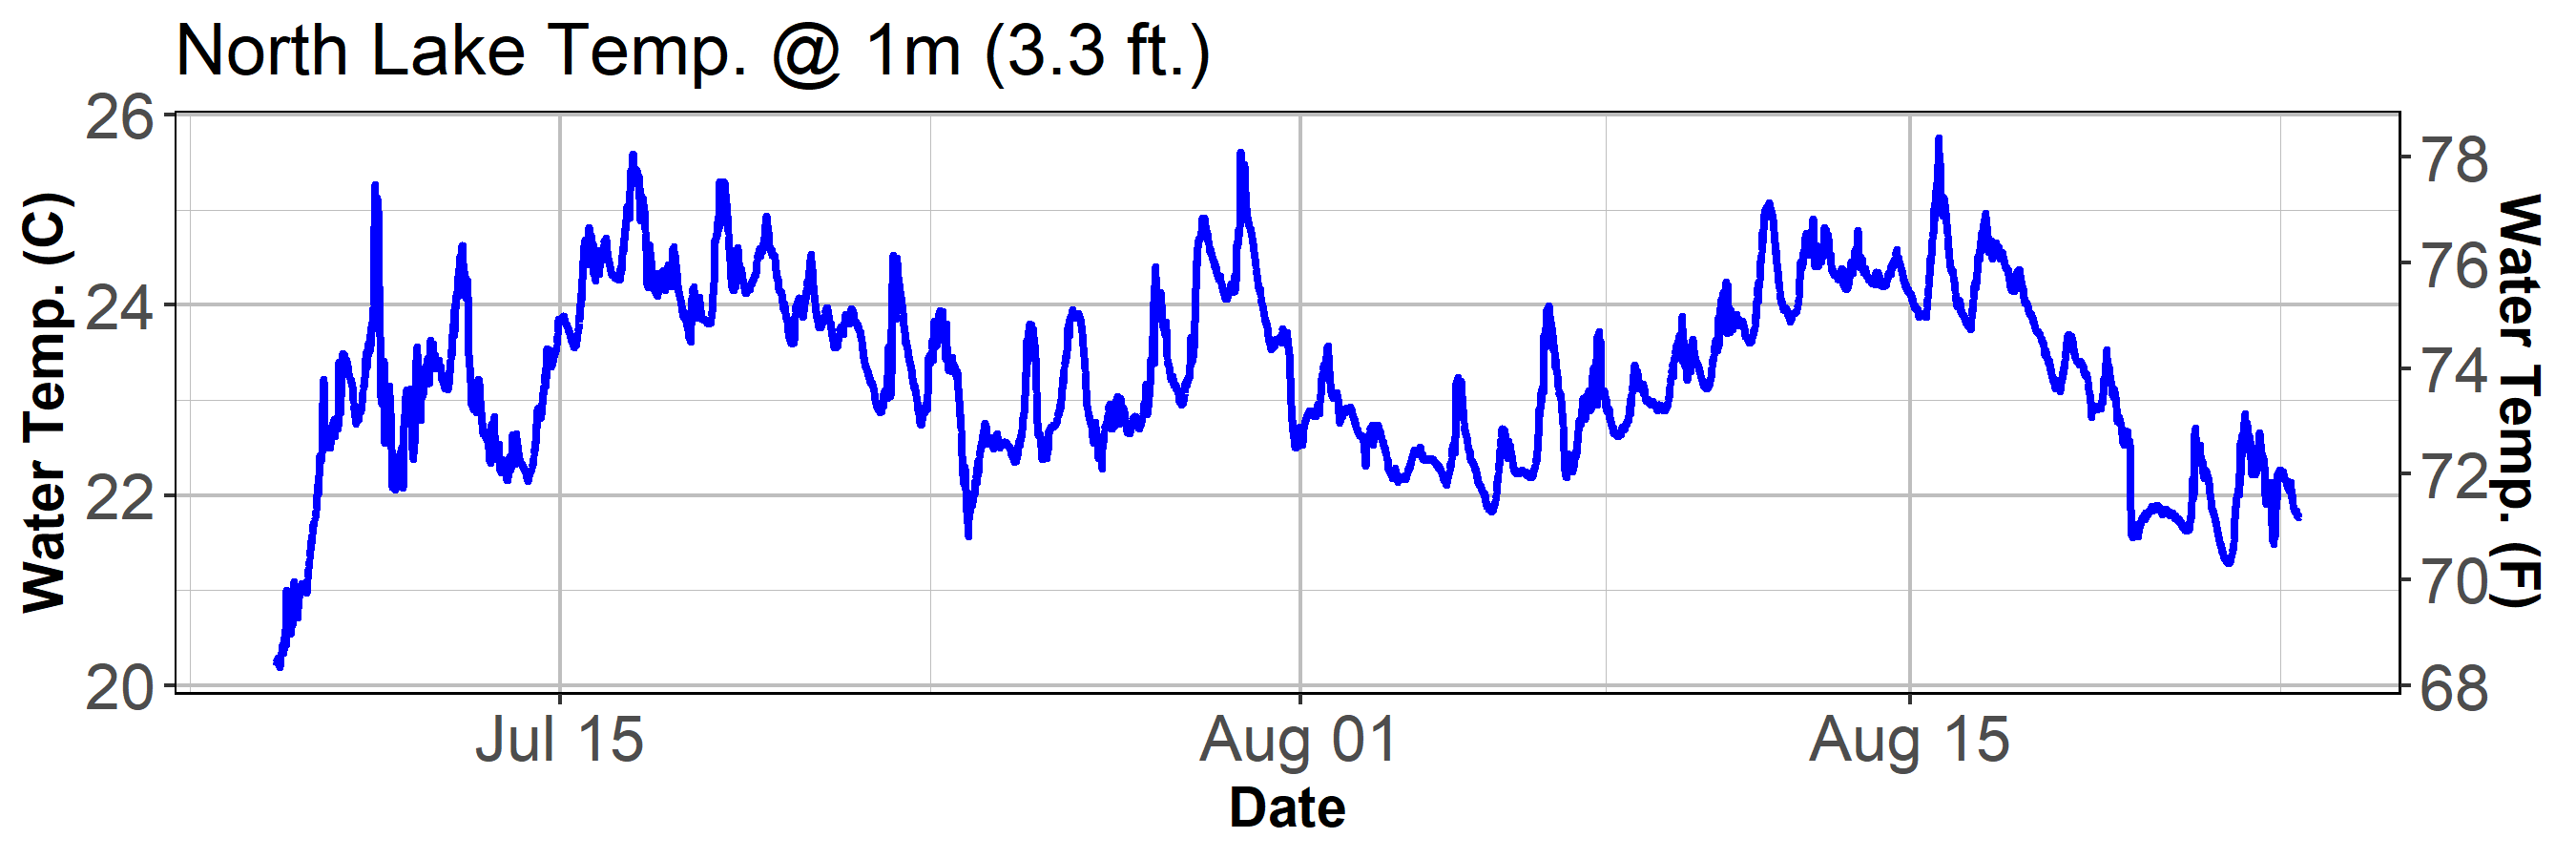 North Lake Temp. @ 1m (3.3 ft.)
Water Temp. (C)
26
24
22
20
78
76
74
72
70
68
Water Temp. (F)
Jul 15
Aug 01
Aug 15
Date